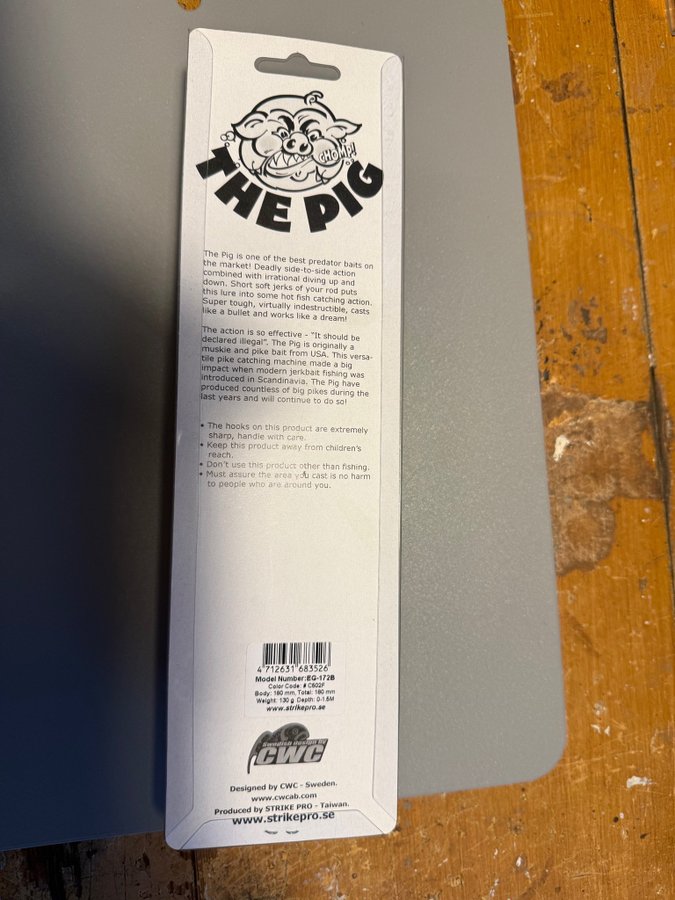 CHOMP!
THE PIG
The Pig is one of the best predator baits on
the market! Deadly side-to-side action
combined with irrational diving up and
down. Short soft jerks of your rod puts
this lure into some hot fish catching action.
Super tough, virtually indestructible, casts
like a bullet and works like a dream!
The action is so effective - "It should be
declared illegal". The Pig is originally a
muskie and pike bait from USA. This versa-
tile pike catching machine made a big
impact when modern jerkbait fishing was
introduced in Scandinavia. The Pig have
produced countless of big pikes during the
last years and will continue to do so!
• The hooks on this product are extremely
sharp, handle with care.
• Keep this product away from children's
reach.
• Don't use this product other than fishing.
• Must assure the area you cast is no harm
to people who are around you.
4 712631 683526
Model Number:EG-172B
Color Code: # C602F
Body: 160 mm, Total: 160 mm
Weight: 130 g Depth: 0-1.5M
www.strikepro.se
Swedish design by
CWC
Designed by CWC - Sweden.
www.cwcab.com
Produced by STRIKE PRO - Taiwan.
www.strikepro.se